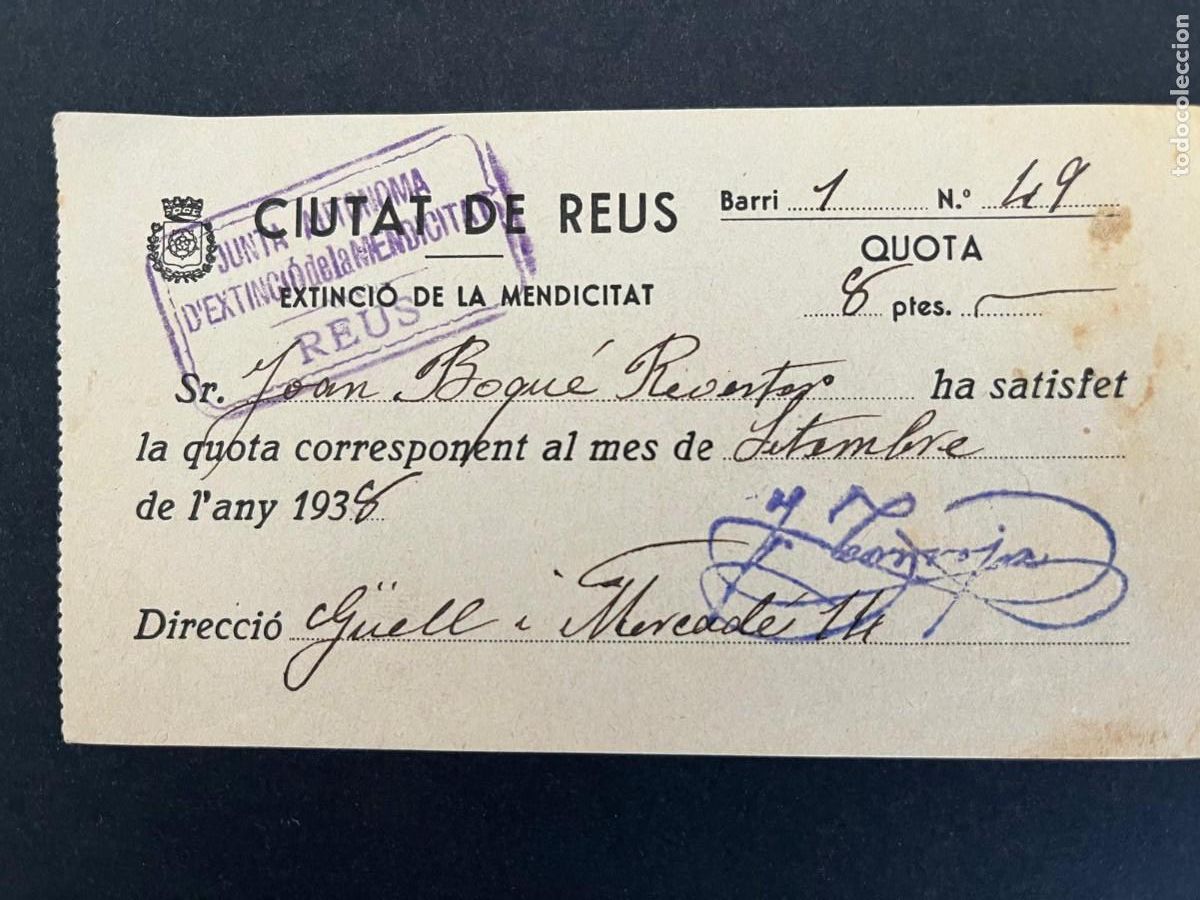 CIUTAT DE REUS
EXTINCIÓ DE LA MENDICITAT
JUNTA AUTONOMA
D'EXTINCIÓ de la MENDICITAT
REUS
Barri 1 N.º 49
QUOTA
8 ptes.
Sr. Joan Boqué Reverter ha satisfet
la quota corresponent al mes de Setembre
de l'any 1938
Direcció Güell i Mercadé 14
todocoleccion